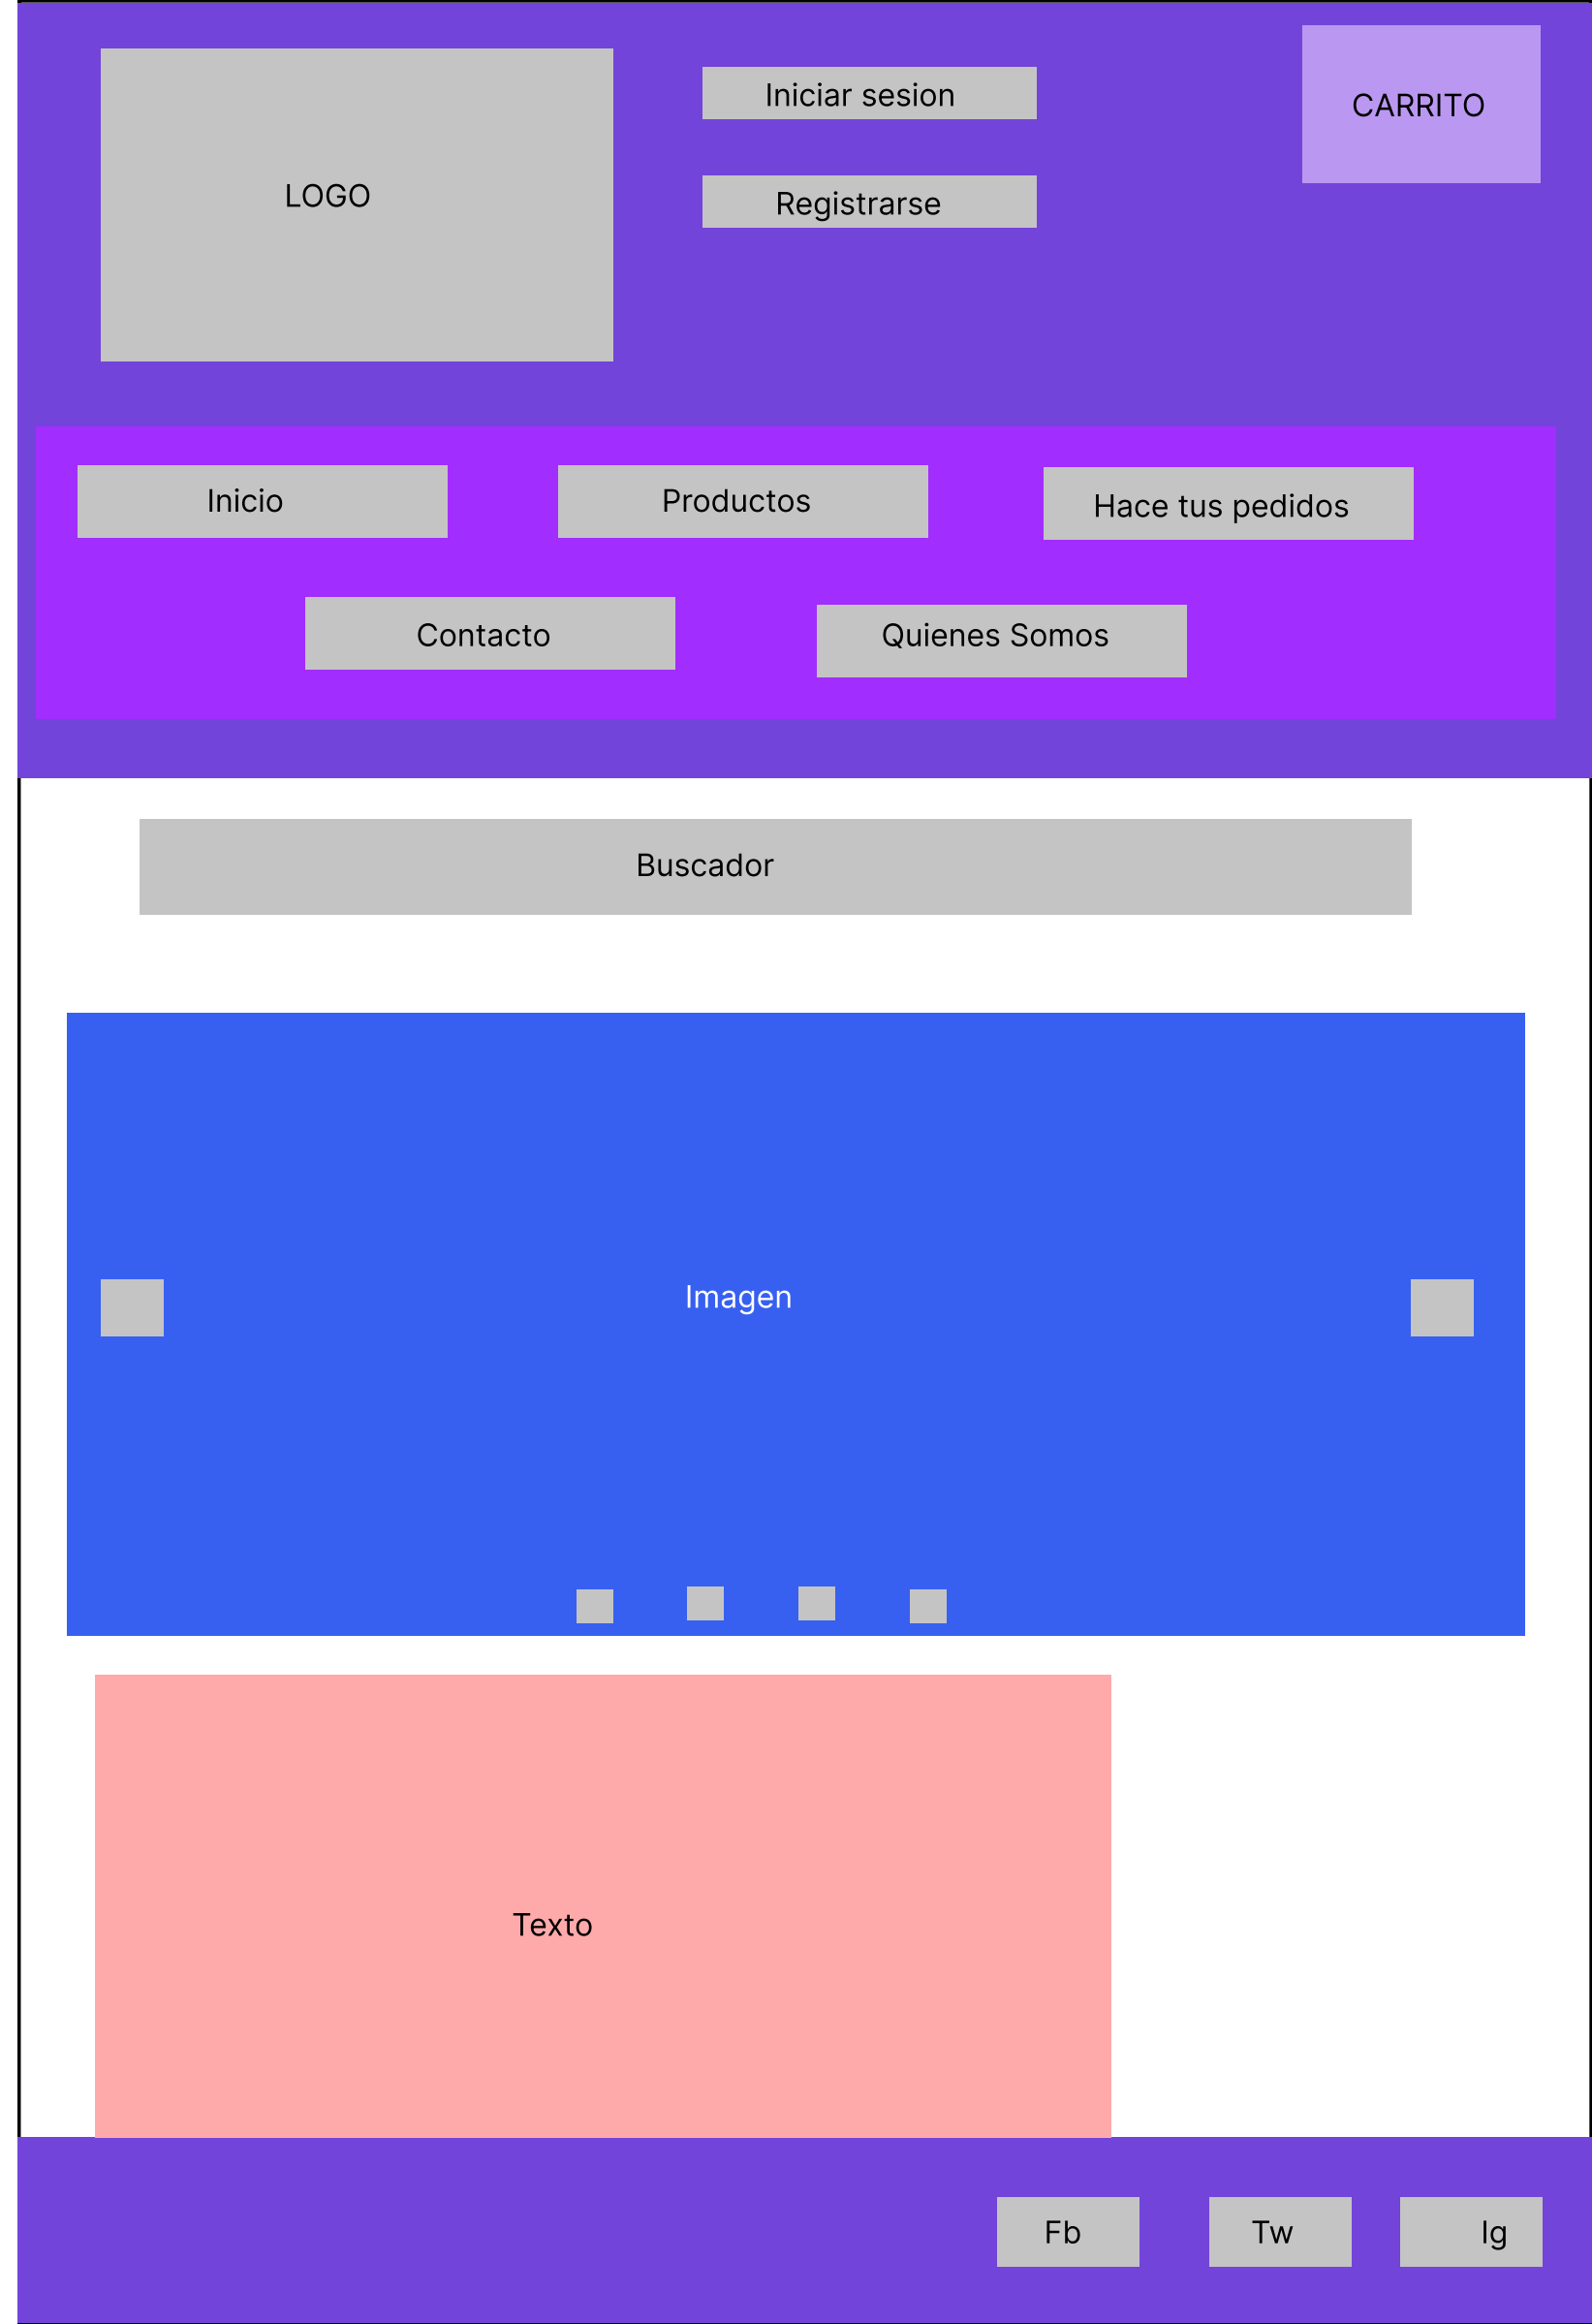 LOGO
Iniciar sesion
Registrarse
CARRITO
Inicio
Productos
Hace tus pedidos
Contacto
Quienes Somos
Buscador
Imagen
Texto
Fb
Tw
Ig